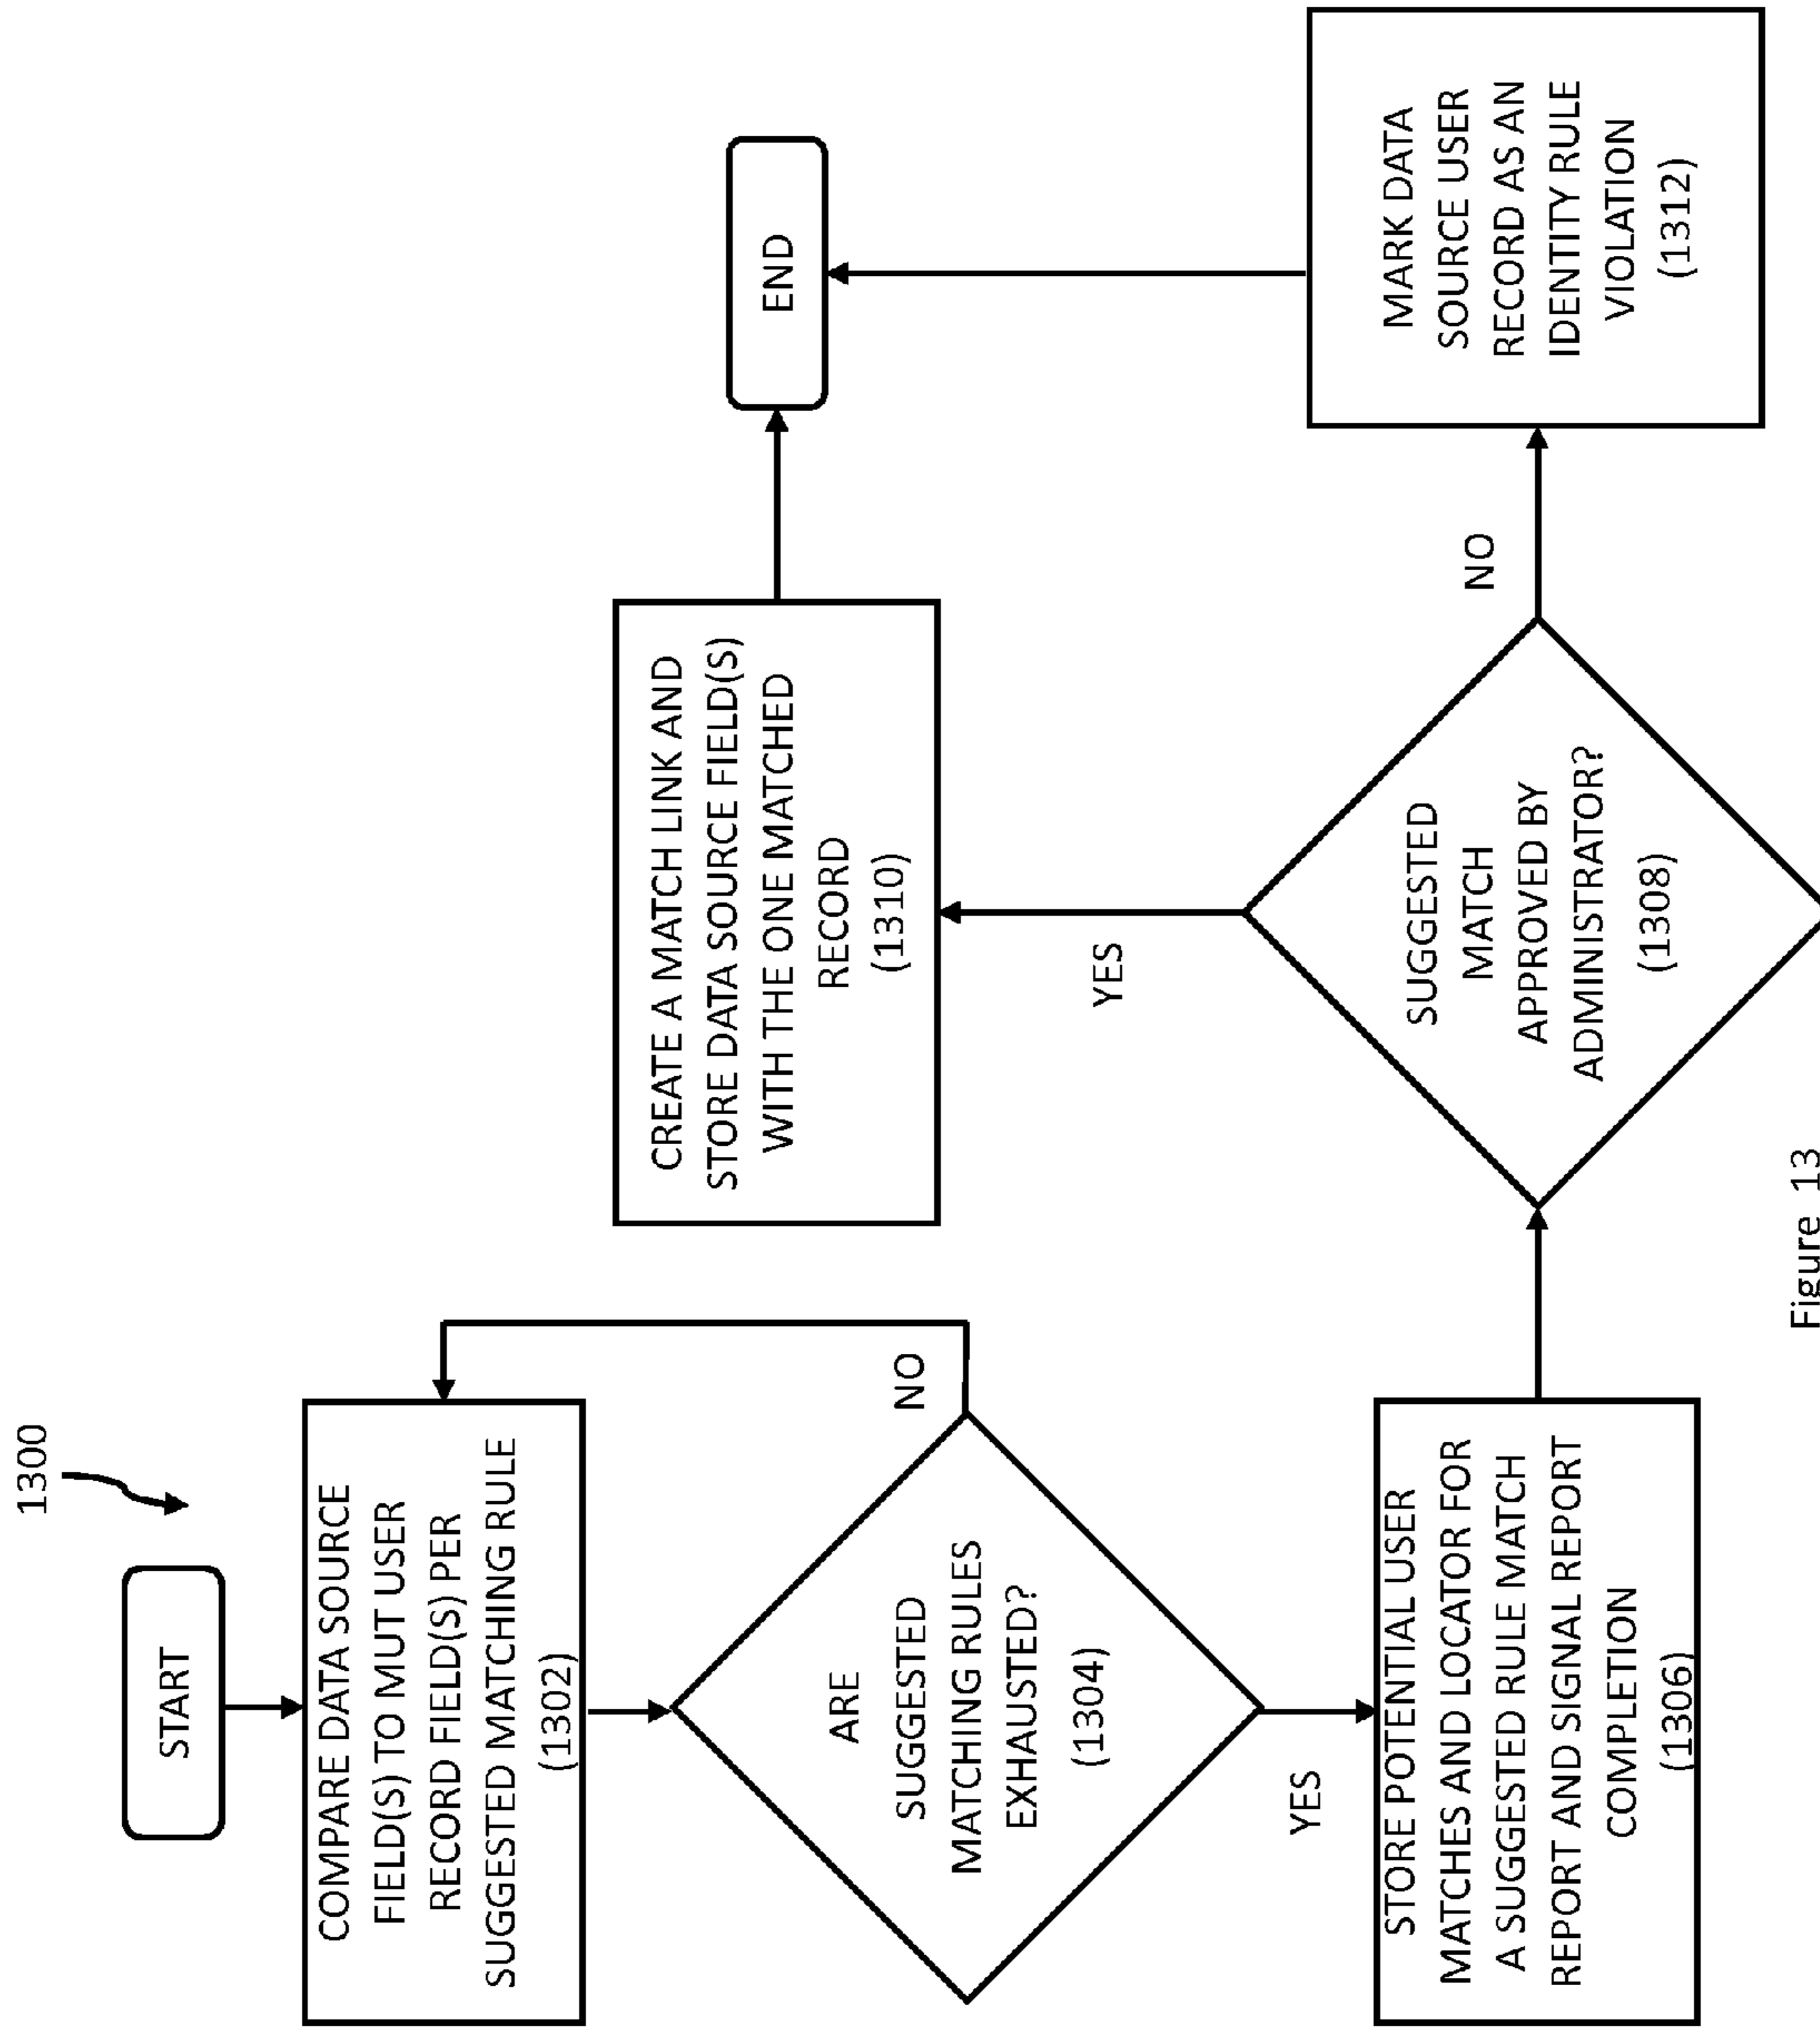 1300
START
COMPARE DATA SOURCE
FIELD(S) TO MUT USER
RECORD FIELD(S) PER
SUGGESTED MATCHING RULE
(1302)
ARE
SUGGESTED
MATCHING RULES
EXHAUSTED?
(1304)
NO
YES
STORE POTENTIAL USER
MATCHES AND LOCATOR FOR
A SUGGESTED RULE MATCH
REPORT AND SIGNAL REPORT
COMPLETION
(1306)
SUGGESTED
MATCH
APPROVED BY
ADMINISTRATOR?
(1308)
YES
NO
CREATE A MATCH LINK AND
STORE DATA SOURCE FIELD(S)
WITH THE ONE MATCHED
RECORD
(1310)
END
MARK DATA
SOURCE USER
RECORD AS AN
IDENTITY RULE
VIOLATION
(1312)
Figure 13